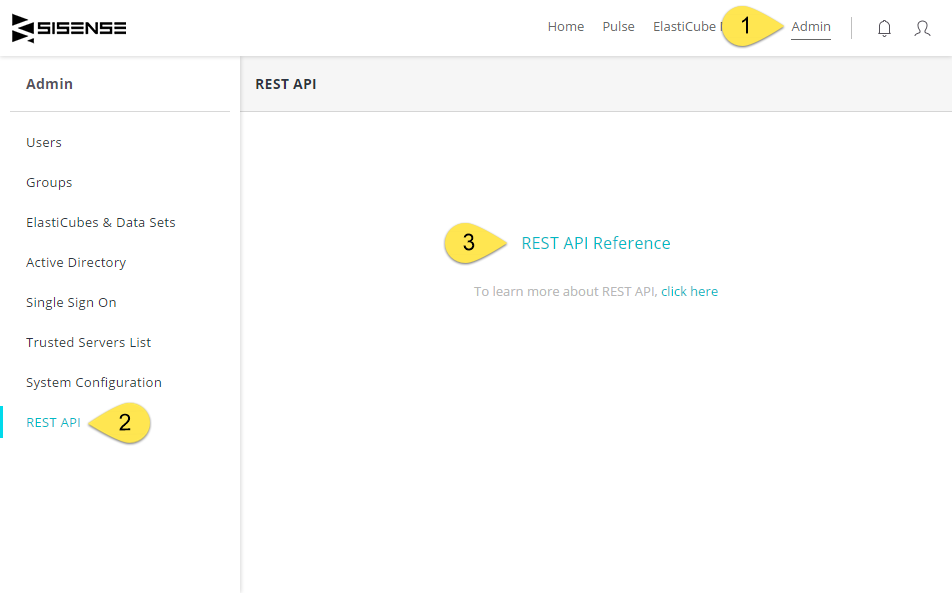 SISENSE
Home Pulse ElastiCube 1 Admin
Admin
REST API
Users
Groups
ElastiCubes & Data Sets
Active Directory
Single Sign On
Trusted Servers List
System Configuration
REST API 2
3 REST API Reference
To learn more about REST API, click here